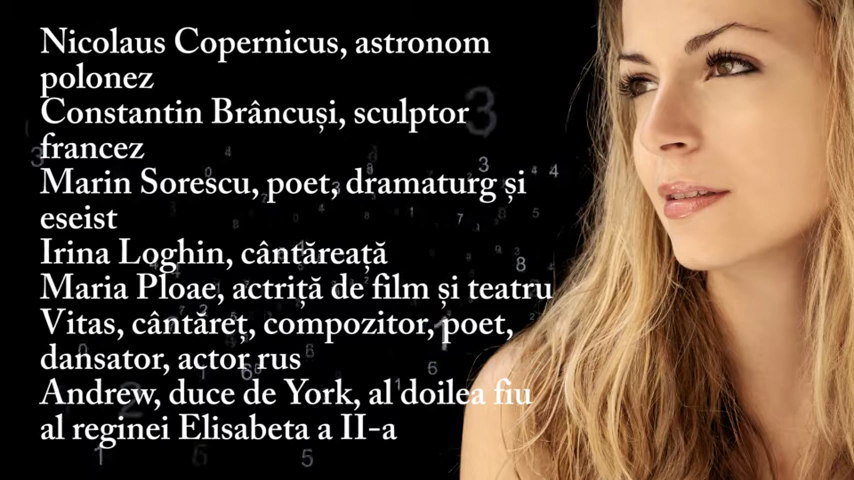 Nicolaus Copernicus, astronom
polonez
Constantin Brâncuși, sculptor
francez
Marin Sorescu, poet, dramaturg și
eseist
Irina Loghin, cântăreață
Maria Ploae, actriță de film și teatru
Vitas, cântăreț, compozitor, poet,
dansator, actor rus
Andrew, duce de York, al doilea fiu
al reginei Elisabeta a II-a